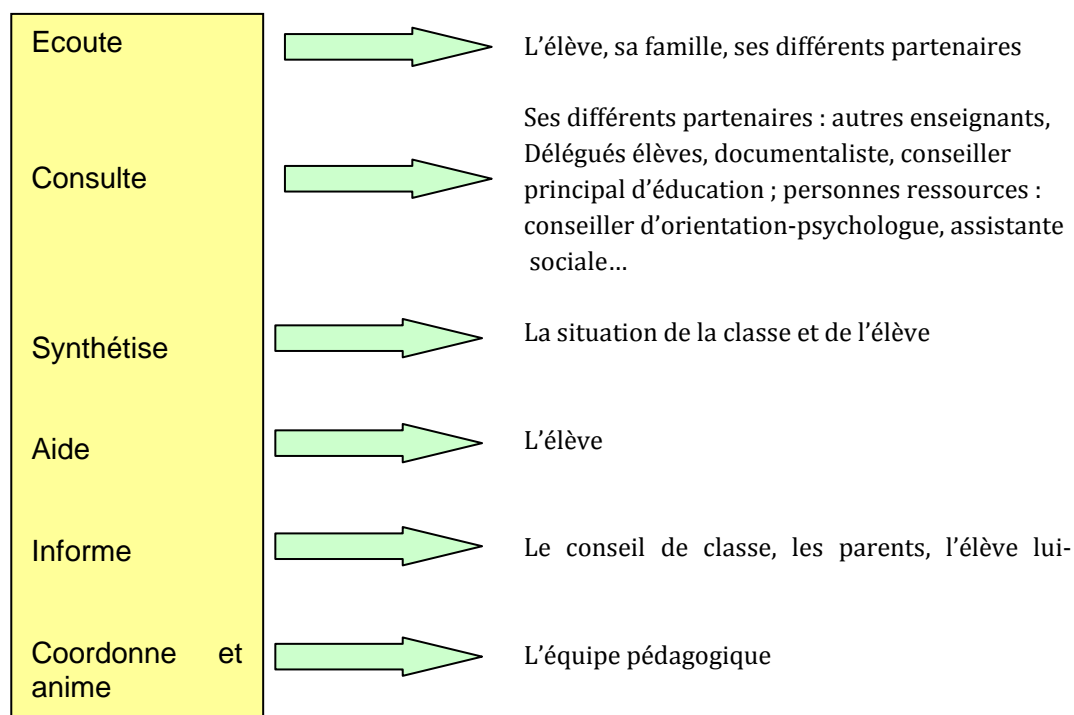 Ecoute
L’élève, sa famille, ses différents partenaires
Consulte
Ses différents partenaires : autres enseignants,
Délégués élèves, documentaliste, conseiller
principal d’éducation ; personnes ressources :
conseiller d’orientation-psychologue, assistante
sociale…
Synthétise
La situation de la classe et de l’élève
Aide
L’élève
Informe
Le conseil de classe, les parents, l’élève lui-
Coordonne et
anime
L’équipe pédagogique